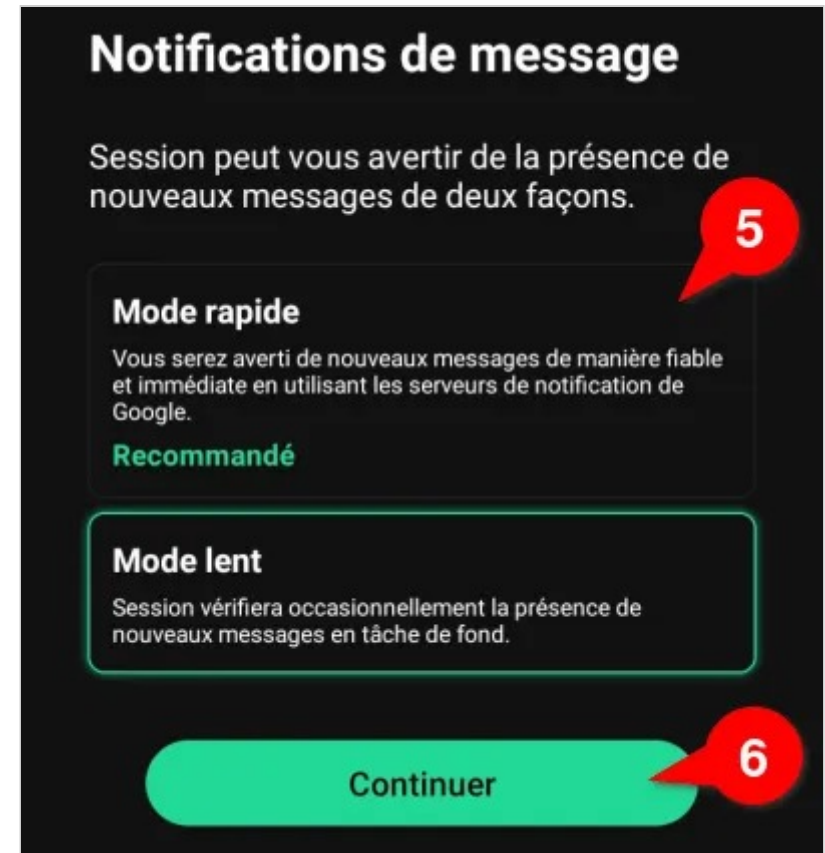 Notifications de message
Session peut vous avertir de la présence de
nouveaux messages de deux façons.
5
Mode rapide
Vous serez averti de nouveaux messages de manière fiable
et immédiate en utilisant les serveurs de notification de
Google.
Recommandé
Mode lent
Session vérifiera occasionnellement la présence de
nouveaux messages en tâche de fond.
6
Continuer